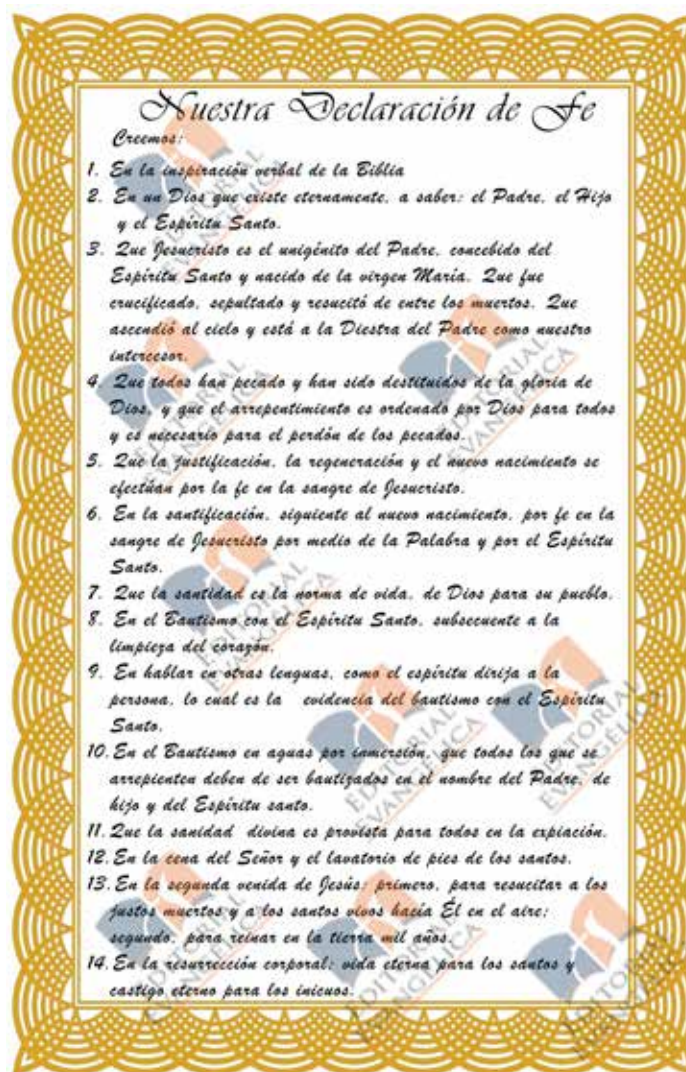 Nuestra Declaración de Fe
Creemos:
1. En la inspiración verbal de la Biblia
2. En un Dios que existe eternamente, a saber: el Padre, el Hijo
y el Espíritu Santo.
3. Que Jesucristo es el unigénito del Padre, concebido del
Espíritu Santo y nacido de la virgen María. Que fue
crucificado, sepultado y resucitó de entre los muertos. Que
ascendió al cielo y está a la Diestra del Padre como nuestro
intercesor.
4. Que todos han pecado y han sido destituidos de la gloria de
Dios, y que el arrepentimiento es ordenado por Dios para todos
y es necesario para el perdón de los pecados.
5. Que la justificación, la regeneración y el nuevo nacimiento se
efectúan por la fe en la sangre de Jesucristo.
6. En la santificación, siguiente al nuevo nacimiento, por fe en la
sangre de Jesucristo por medio de la Palabra y por el Espíritu
Santo.
7. Que la santidad es la norma de vida, de Dios para su pueblo.
8. En el Bautismo con el Espíritu Santo, subsecuente a la
limpieza del corazón.
9. En hablar en otras lenguas, como el espíritu dirija a la
persona, lo cual es la evidencia del bautismo con el Espíritu
Santo.
10. En el Bautismo en aguas por inmersión, que todos los que se
arrepienten deben de ser bautizados en el nombre del Padre, de
hijo y del Espíritu santo.
11. Que la sanidad divina es provista para todos en la expiación.
12. En la cena del Señor y el lavatorio de pies de los santos.
13. En la segunda venida de Jesús: primero, para resucitar a los
justos muertos y a los santos vivos hacía Él en el aire;
segundo, para reinar en la tierra mil años.
14. En la resurrección corporal; vida eterna para los santos y
castigo eterno para los inicuos.
EDITORIAL
EVANGÉLICA
EDITORIAL
EVANGÉLICA
EDITORIAL
EVANGÉLICA
EDITORIAL
EVANGÉLICA
EDITORIAL
EVANGÉLICA
EDITORIAL
EVANGÉLICA
EDITORIAL
EVANGÉLICA
EDITORIAL
EVANGÉLICA